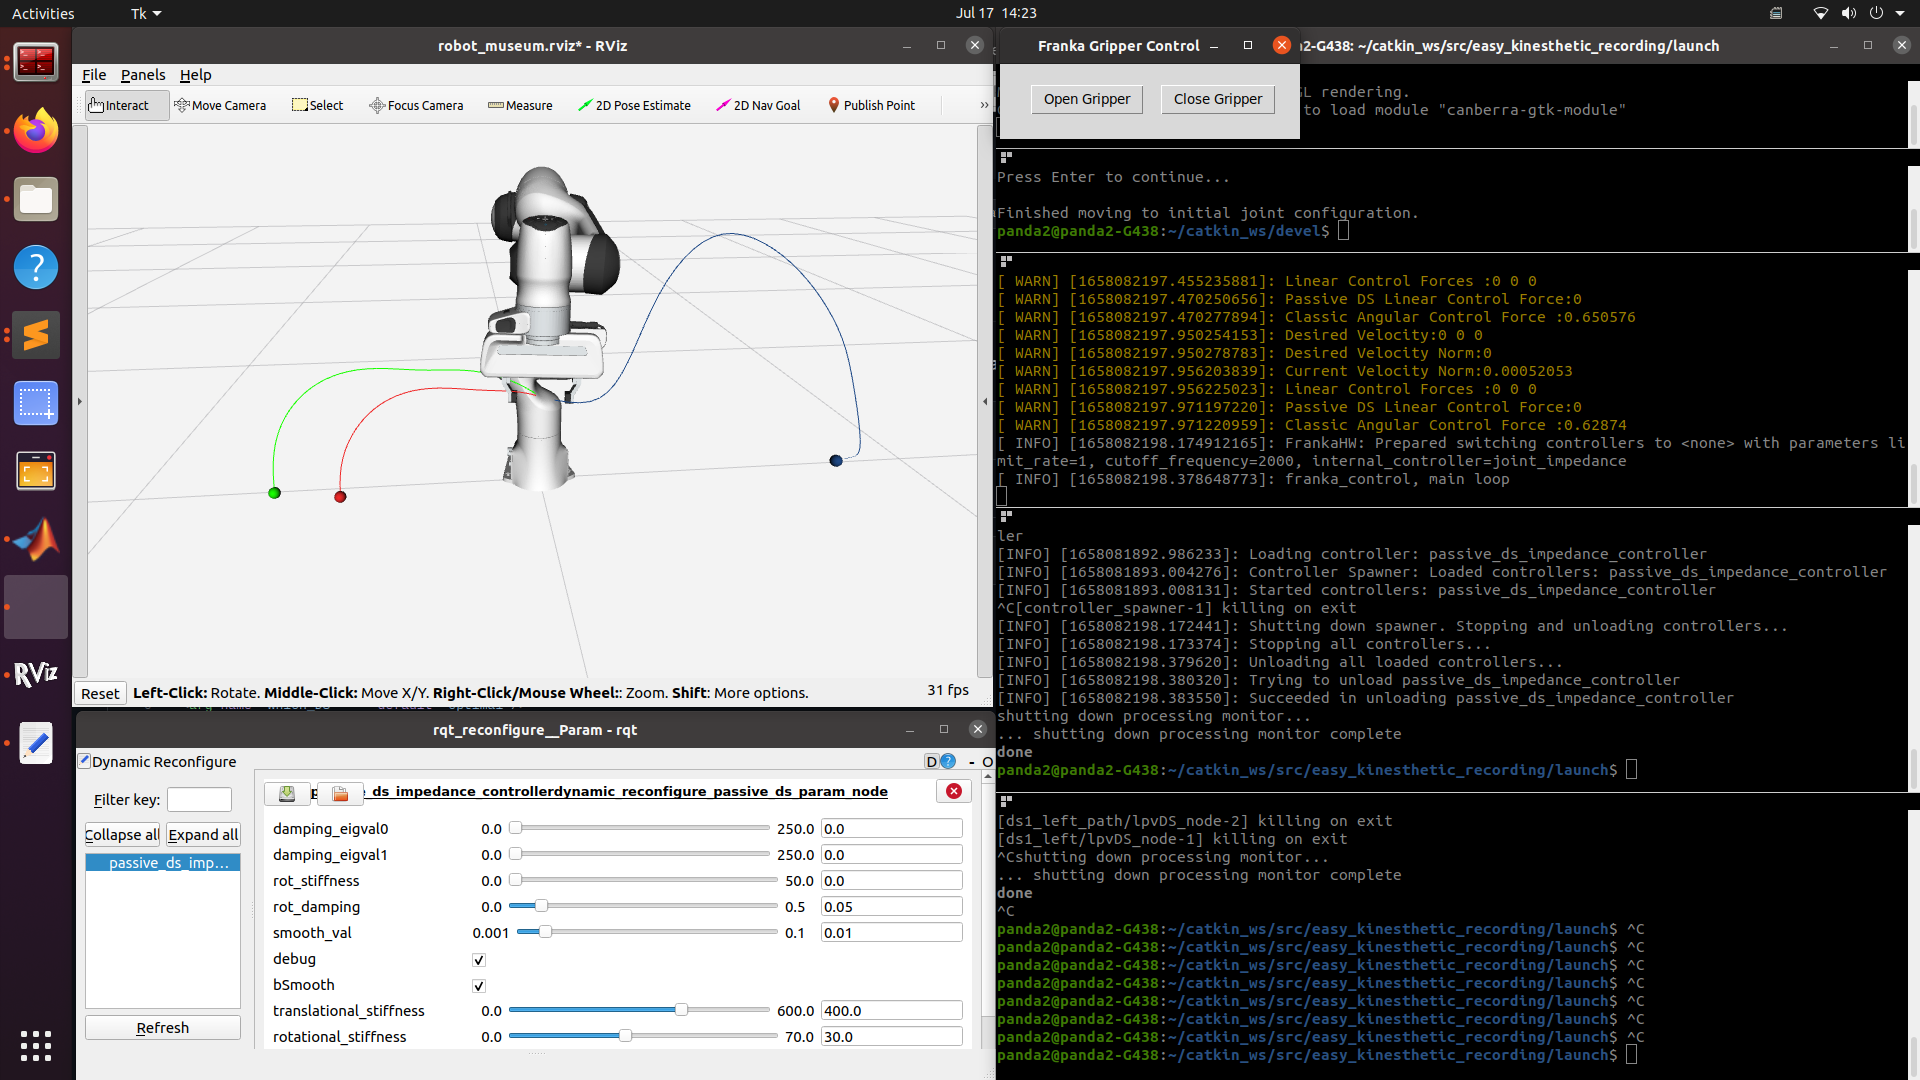 Activities
Tk
Jul 17  14:23
robot_museum.rviz* - RViz
File Panels Help
Interact Move Camera Select Focus Camera Measure 2D Pose Estimate 2D Nav Goal Publish Point »
RViz
Reset Left-Click: Rotate. Middle-Click: Move X/Y. Right-Click/Mouse Wheel:: Zoom. Shift: More options. 31 fps
rqt_reconfigure__Param - rqt
Dynamic Reconfigure
D ? - O
Filter key:
Collapse all Expand all
passive_ds_imp...
Refresh
e_ds_impedance_controllerdynamic_reconfigure_passive_ds_param_node
damping_eigval0 0.0 250.0 0.0
damping_eigval1 0.0 250.0 0.0
rot_stiffness 0.0 50.0 0.0
rot_damping 0.0 0.5 0.05
smooth_val 0.001 0.1 0.01
debug
bSmooth
translational_stiffness 0.0 600.0 400.0
rotational_stiffness 0.0 70.0 30.0
Franka Gripper Control
Open Gripper Close Gripper
a2-G438: ~/catkin_ws/src/easy_kinesthetic_recording/launch
GL rendering.
to load module "canberra-gtk-module"
Press Enter to continue...
Finished moving to initial joint configuration.
panda2@panda2-G438:~/catkin_ws/devel$
[ WARN] [1658082197.455235881]: Linear Control Forces :0 0 0
[ WARN] [1658082197.470250656]: Passive DS Linear Control Force:0
[ WARN] [1658082197.470277894]: Classic Angular Control Force :0.650576
[ WARN] [1658082197.950254153]: Desired Velocity:0 0 0
[ WARN] [1658082197.950278783]: Desired Velocity Norm:0
[ WARN] [1658082197.956203839]: Current Velocity Norm:0.00052053
[ WARN] [1658082197.956225023]: Linear Control Forces :0 0 0
[ WARN] [1658082197.971197220]: Passive DS Linear Control Force:0
[ WARN] [1658082197.971220959]: Classic Angular Control Force :0.62874
[ INFO] [1658082198.174912165]: FrankaHW: Prepared switching controllers to <none> with parameters li
mit_rate=1, cutoff_frequency=2000, internal_controller=joint_impedance
[ INFO] [1658082198.378648773]: franka_control, main loop
ler
[INFO] [1658081892.986233]: Loading controller: passive_ds_impedance_controller
[INFO] [1658081893.004276]: Controller Spawner: Loaded controllers: passive_ds_impedance_controller
[INFO] [1658081893.008131]: Started controllers: passive_ds_impedance_controller
^C[controller_spawner-1] killing on exit
[INFO] [1658082198.172441]: Shutting down spawner. Stopping and unloading controllers...
[INFO] [1658082198.173374]: Stopping all controllers...
[INFO] [1658082198.379620]: Unloading all loaded controllers...
[INFO] [1658082198.380320]: Trying to unload passive_ds_impedance_controller
[INFO] [1658082198.383550]: Succeeded in unloading passive_ds_impedance_controller
shutting down processing monitor...
... shutting down processing monitor complete
done
panda2@panda2-G438:~/catkin_ws/src/easy_kinesthetic_recording/launch$
[ds1_left_path/lpvDS_node-2] killing on exit
[ds1_left/lpvDS_node-1] killing on exit
^Cshutting down processing monitor...
... shutting down processing monitor complete
done
^C
panda2@panda2-G438:~/catkin_ws/src/easy_kinesthetic_recording/launch$ ^C
panda2@panda2-G438:~/catkin_ws/src/easy_kinesthetic_recording/launch$ ^C
panda2@panda2-G438:~/catkin_ws/src/easy_kinesthetic_recording/launch$ ^C
panda2@panda2-G438:~/catkin_ws/src/easy_kinesthetic_recording/launch$ ^C
panda2@panda2-G438:~/catkin_ws/src/easy_kinesthetic_recording/launch$ ^C
panda2@panda2-G438:~/catkin_ws/src/easy_kinesthetic_recording/launch$ ^C
panda2@panda2-G438:~/catkin_ws/src/easy_kinesthetic_recording/launch$ ^C
panda2@panda2-G438:~/catkin_ws/src/easy_kinesthetic_recording/launch$